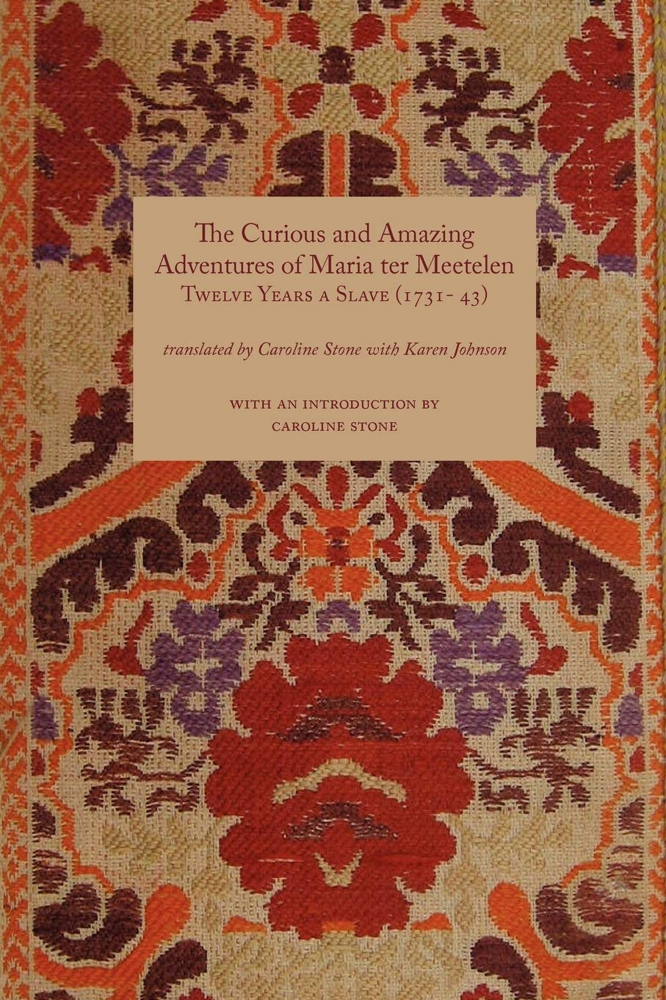 The Curious and Amazing
Adventures of Maria ter Meetelen
Twelve Years a Slave (1731- 43)
translated by Caroline Stone with Karen Johnson
WITH AN INTRODUCTION BY
CAROLINE STONE